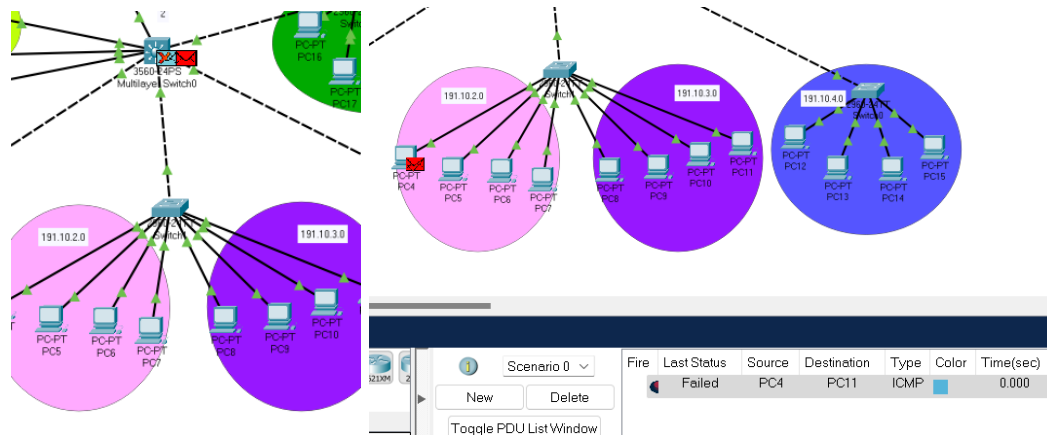 2
3560-24PS
Multilayer Switch0
PC-PT
PC16
PC-PT
PC17
Switch1
191.10.2.0
191.10.3.0
PC-PT
PC5
PC-PT
PC6
PC-PT
PC7
PC-PT
PC8
PC-PT
PC9
PC-PT
PC10
Switch1
191.10.2.0
191.10.3.0
191.10.4.0
Switch0
PC-PT
PC4
PC-PT
PC5
PC-PT
PC6
PC-PT
PC7
PC-PT
PC8
PC-PT
PC9
PC-PT
PC10
PC-PT
PC11
PC-PT
PC12
PC-PT
PC13
PC-PT
PC14
PC-PT
PC15
Scenario 0
New Delete
Toggle PDU List Window
Fire Last Status Source Destination Type Color Time(sec)
Failed PC4 PC11 ICMP 0.000